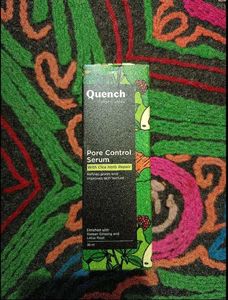 Quench
Pore Control
Serum
With Cica Herb Repair
Refines pores and
improves skin texture
Enriched with
Korean Ginseng and
Lotus Root